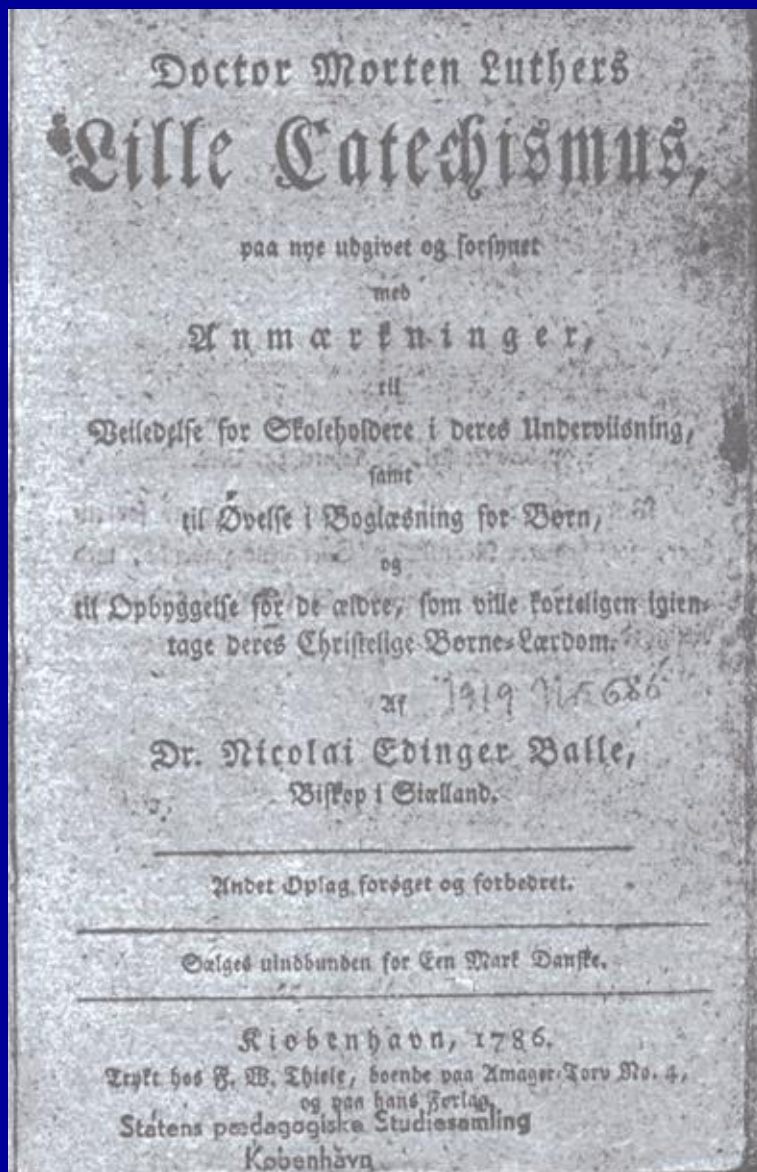 Doctor Morten Luthers
Lille Catechismus,
paa nye udgivet og forsynet
med
Anmærkninger,
til
Veiledelse for Skoleholdere i deres Underviisning,
samt
til Øvelse i Boglæsning for Børn,
og
til Opbyggelse for de ældre, som ville korteligen igien-
tage deres Christelige Børne-Lærdom.
Af 1919 Nr 686
Dr. Nicolai Edinger Balle,
Biskop i Siælland.
Andet Oplag forøget og forbedret.
Sælges uindbunden for Een Mark Danske.
Kiøbenhavn, 1786.
Trykt hos F. W. Thiele, boende paa Amager-Torv No. 4,
og paa hans Forlag.
Statens pædagogiske Studiesamling
København